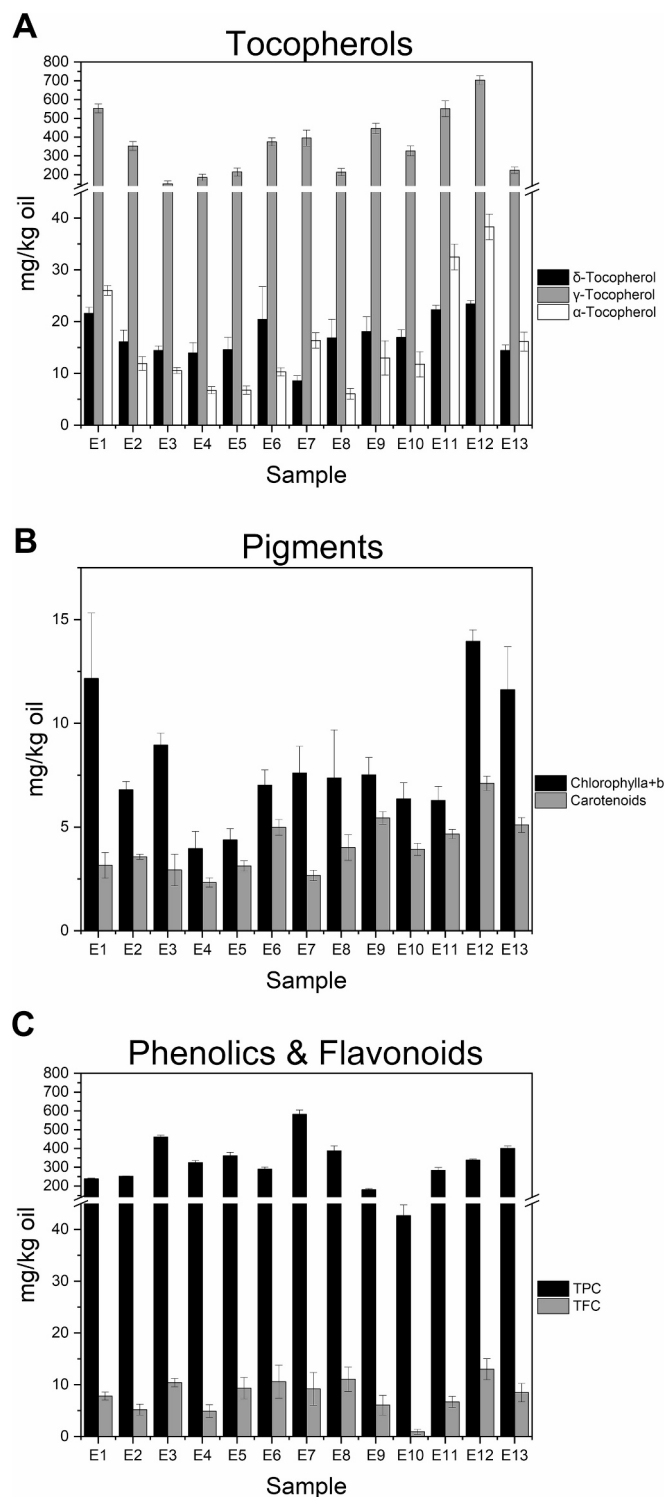 A
Tocopherols
800
700
600
500
400
300
200
40
30
20
10
0
mg/kg oil
E1 E2 E3 E4 E5 E6 E7 E8 E9 E10 E11 E12 E13
Sample
δ-Tocopherol
γ-Tocopherol
α-Tocopherol
B
Pigments
15
10
5
0
mg/kg oil
E1 E2 E3 E4 E5 E6 E7 E8 E9 E10 E11 E12 E13
Sample
Chlorophylla+b
Carotenoids
C
Phenolics & Flavonoids
800
700
600
500
400
300
200
40
30
20
10
0
mg/kg oil
E1 E2 E3 E4 E5 E6 E7 E8 E9 E10 E11 E12 E13
Sample
TPC
TFC